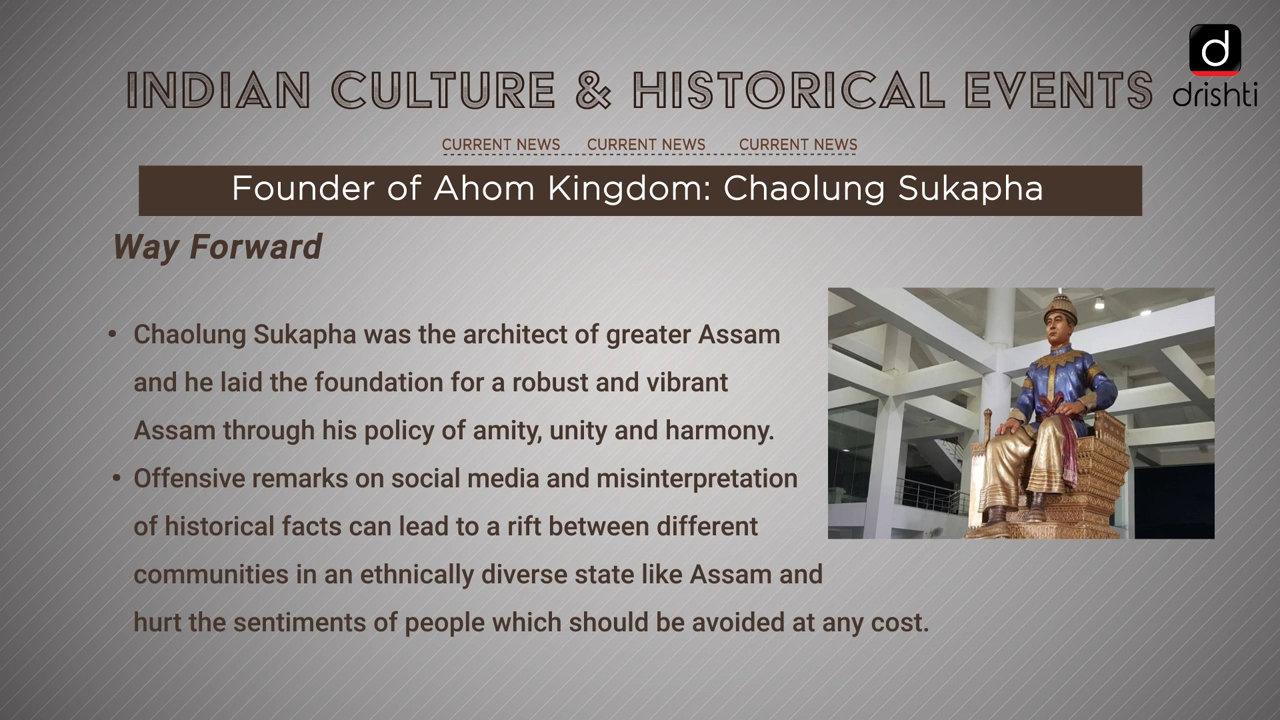 INDIAN CULTURE & HISTORICAL EVENTS
d
drishti
CURRENT NEWS CURRENT NEWS CURRENT NEWS
Founder of Ahom Kingdom: Chaolung Sukapha
Way Forward
• Chaolung Sukapha was the architect of greater Assam
and he laid the foundation for a robust and vibrant
Assam through his policy of amity, unity and harmony.
• Offensive remarks on social media and misinterpretation
of historical facts can lead to a rift between different
communities in an ethnically diverse state like Assam and
hurt the sentiments of people which should be avoided at any cost.